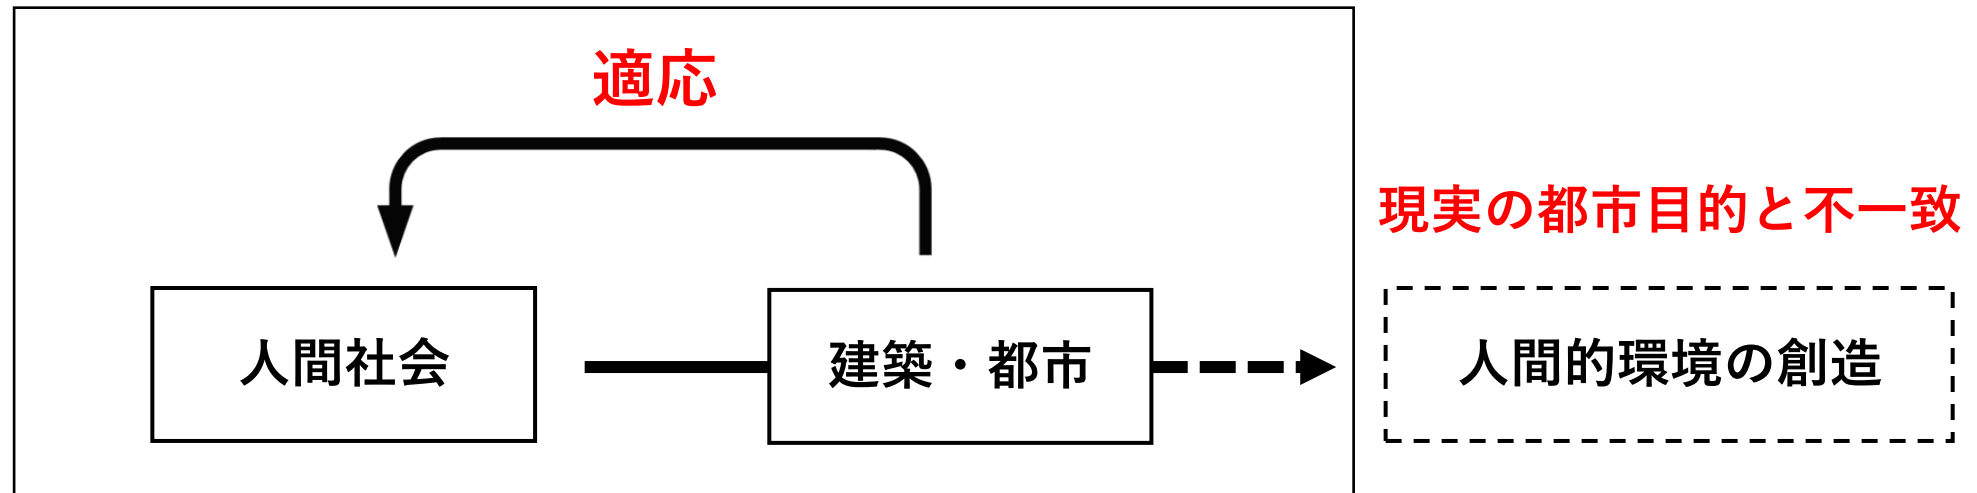 適応
現実の都市目的と不一致
人間社会
建築・都市
人間的環境の創造